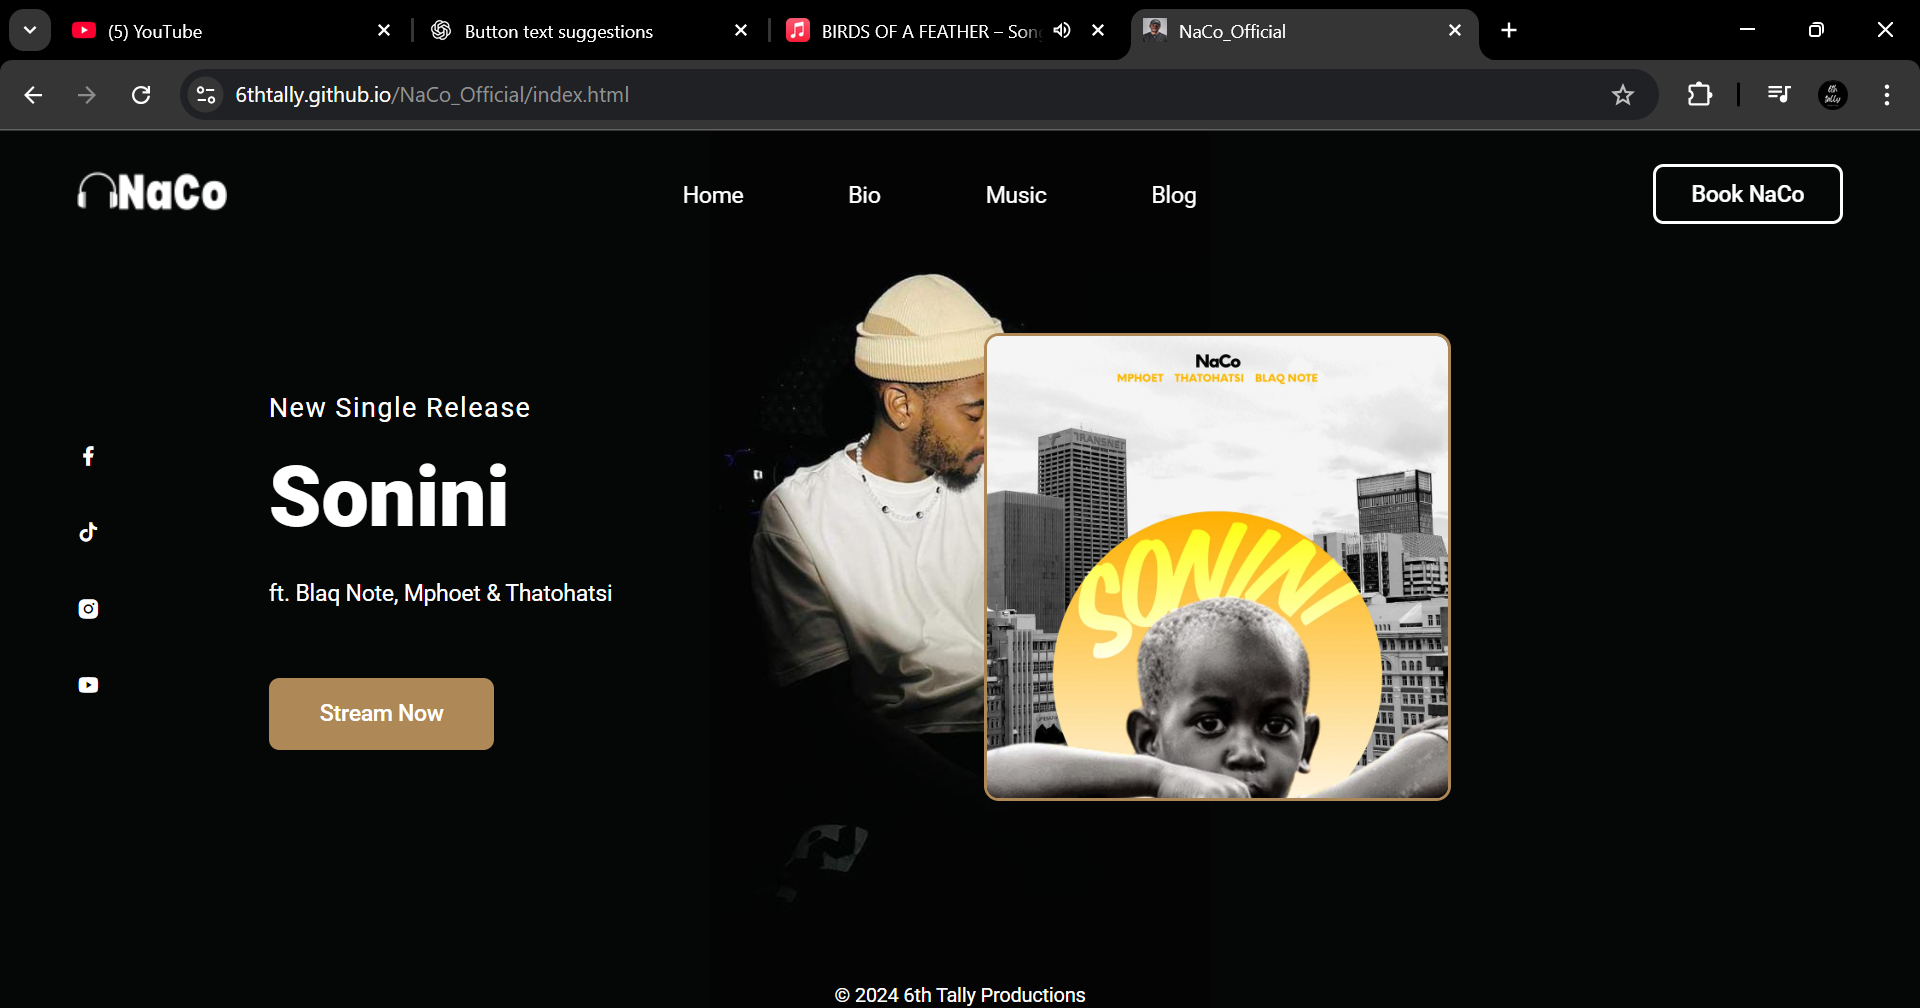 (5) YouTube
Button text suggestions
BIRDS OF A FEATHER – Son
NaCo_Official
6thtally.github.io/NaCo_Official/index.html
NaCo
Home
Bio
Music
Blog
Book NaCo
New Single Release
Sonini
ft. Blaq Note, Mphoet & Thatohatsi
Stream Now
NaCo
MPHOET THATOHATSI BLAQ NOTE
TRANSNET
SONINI
© 2024 6th Tally Productions